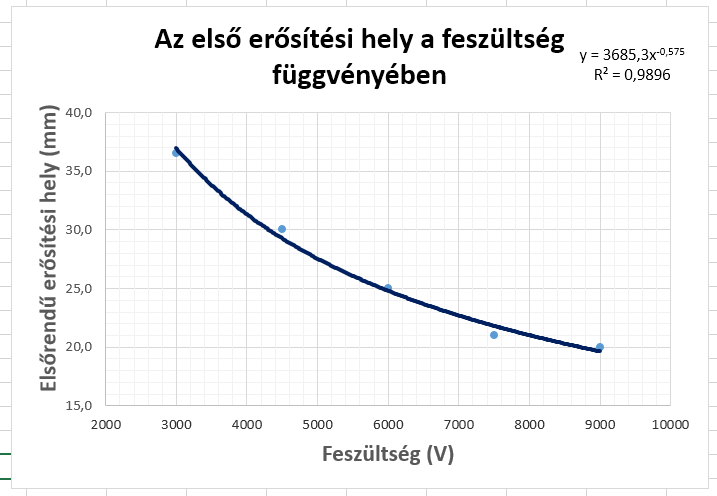 Az első erősítési hely a feszültség
függvényében
y = 3685,3x^-0,575
R² = 0,9896
Elsőrendű erősítési hely (mm)
40,0
35,0
30,0
25,0
20,0
15,0
2000 3000 4000 5000 6000 7000 8000 9000 10000
Feszültség (V)